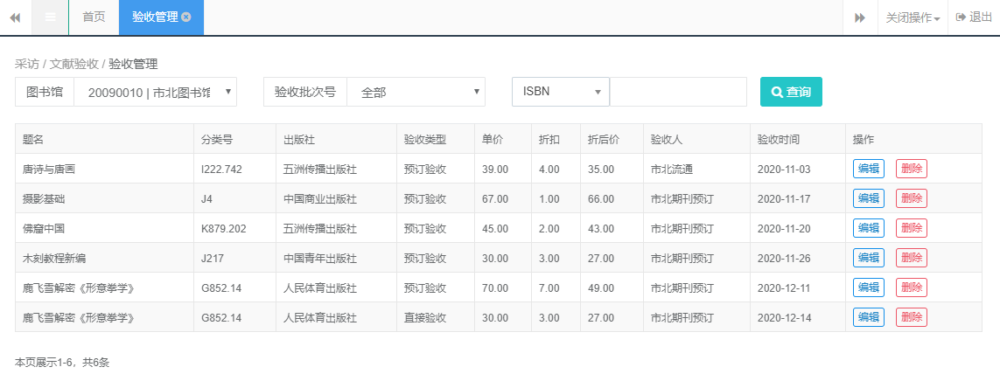 首页 验收管理 关闭操作 退出
采访 / 文献验收 / 验收管理
图书馆 20090010 | 市北图书馆 验收批次号 全部 ISBN 查询
题名 分类号 出版社 验收类型 单价 折扣 折后价 验收人 验收时间 操作
唐诗与唐画 I222.742 五洲传播出版社 预订验收 39.00 4.00 35.00 市北流通 2020-11-03 编辑 删除
摄影基础 J4 中国商业出版社 预订验收 67.00 1.00 66.00 市北期刊预订 2020-11-17 编辑 删除
佛窟中国 K879.202 五洲传播出版社 预订验收 45.00 2.00 43.00 市北期刊预订 2020-11-20 编辑 删除
木刻教程新编 J217 中国青年出版社 预订验收 30.00 3.00 27.00 市北期刊预订 2020-11-26 编辑 删除
鹿飞雪解密《形意拳学》 G852.14 人民体育出版社 预订验收 70.00 7.00 49.00 市北期刊预订 2020-12-11 编辑 删除
鹿飞雪解密《形意拳学》 G852.14 人民体育出版社 直接验收 30.00 3.00 27.00 市北期刊预订 2020-12-14 编辑 删除
本页展示1-6，共6条